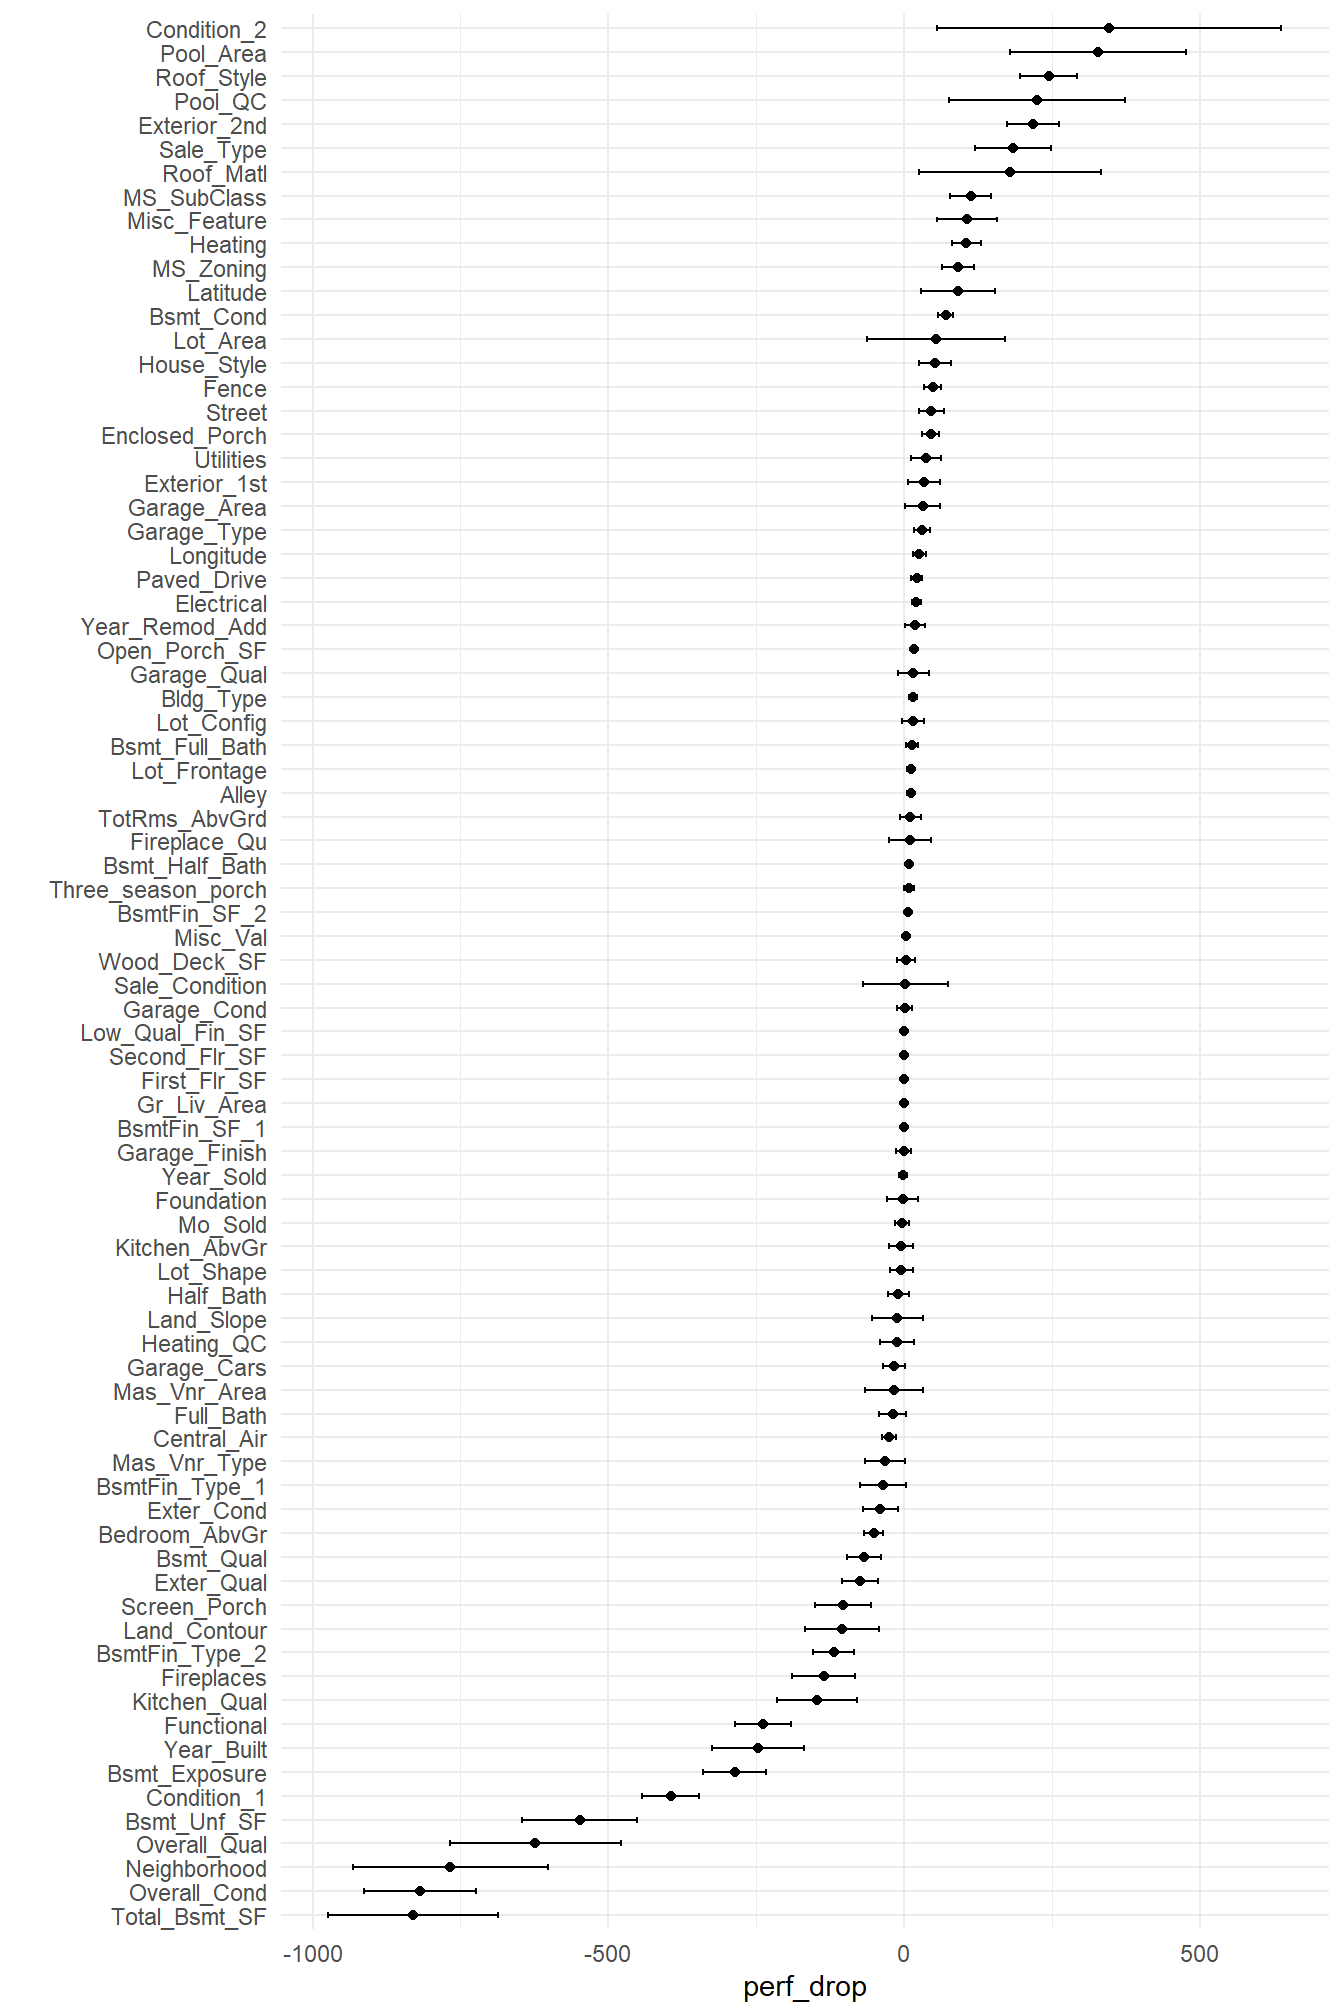 Condition_2
Pool_Area
Roof_Style
Pool_QC
Exterior_2nd
Sale_Type
Roof_Matl
MS_SubClass
Misc_Feature
Heating
MS_Zoning
Latitude
Bsmt_Cond
Lot_Area
House_Style
Fence
Street
Enclosed_Porch
Utilities
Exterior_1st
Garage_Area
Garage_Type
Longitude
Paved_Drive
Electrical
Year_Remod_Add
Open_Porch_SF
Garage_Qual
Bldg_Type
Lot_Config
Bsmt_Full_Bath
Lot_Frontage
Alley
TotRms_AbvGrd
Fireplace_Qu
Bsmt_Half_Bath
Three_season_porch
BsmtFin_SF_2
Misc_Val
Wood_Deck_SF
Sale_Condition
Garage_Cond
Low_Qual_Fin_SF
Second_Flr_SF
First_Flr_SF
Gr_Liv_Area
BsmtFin_SF_1
Garage_Finish
Year_Sold
Foundation
Mo_Sold
Kitchen_AbvGr
Lot_Shape
Half_Bath
Land_Slope
Heating_QC
Garage_Cars
Mas_Vnr_Area
Full_Bath
Central_Air
Mas_Vnr_Type
BsmtFin_Type_1
Exter_Cond
Bedroom_AbvGr
Bsmt_Qual
Exter_Qual
Screen_Porch
Land_Contour
BsmtFin_Type_2
Fireplaces
Kitchen_Qual
Functional
Year_Built
Bsmt_Exposure
Condition_1
Bsmt_Unf_SF
Overall_Qual
Neighborhood
Overall_Cond
Total_Bsmt_SF
-1000 -500 0 500
perf_drop